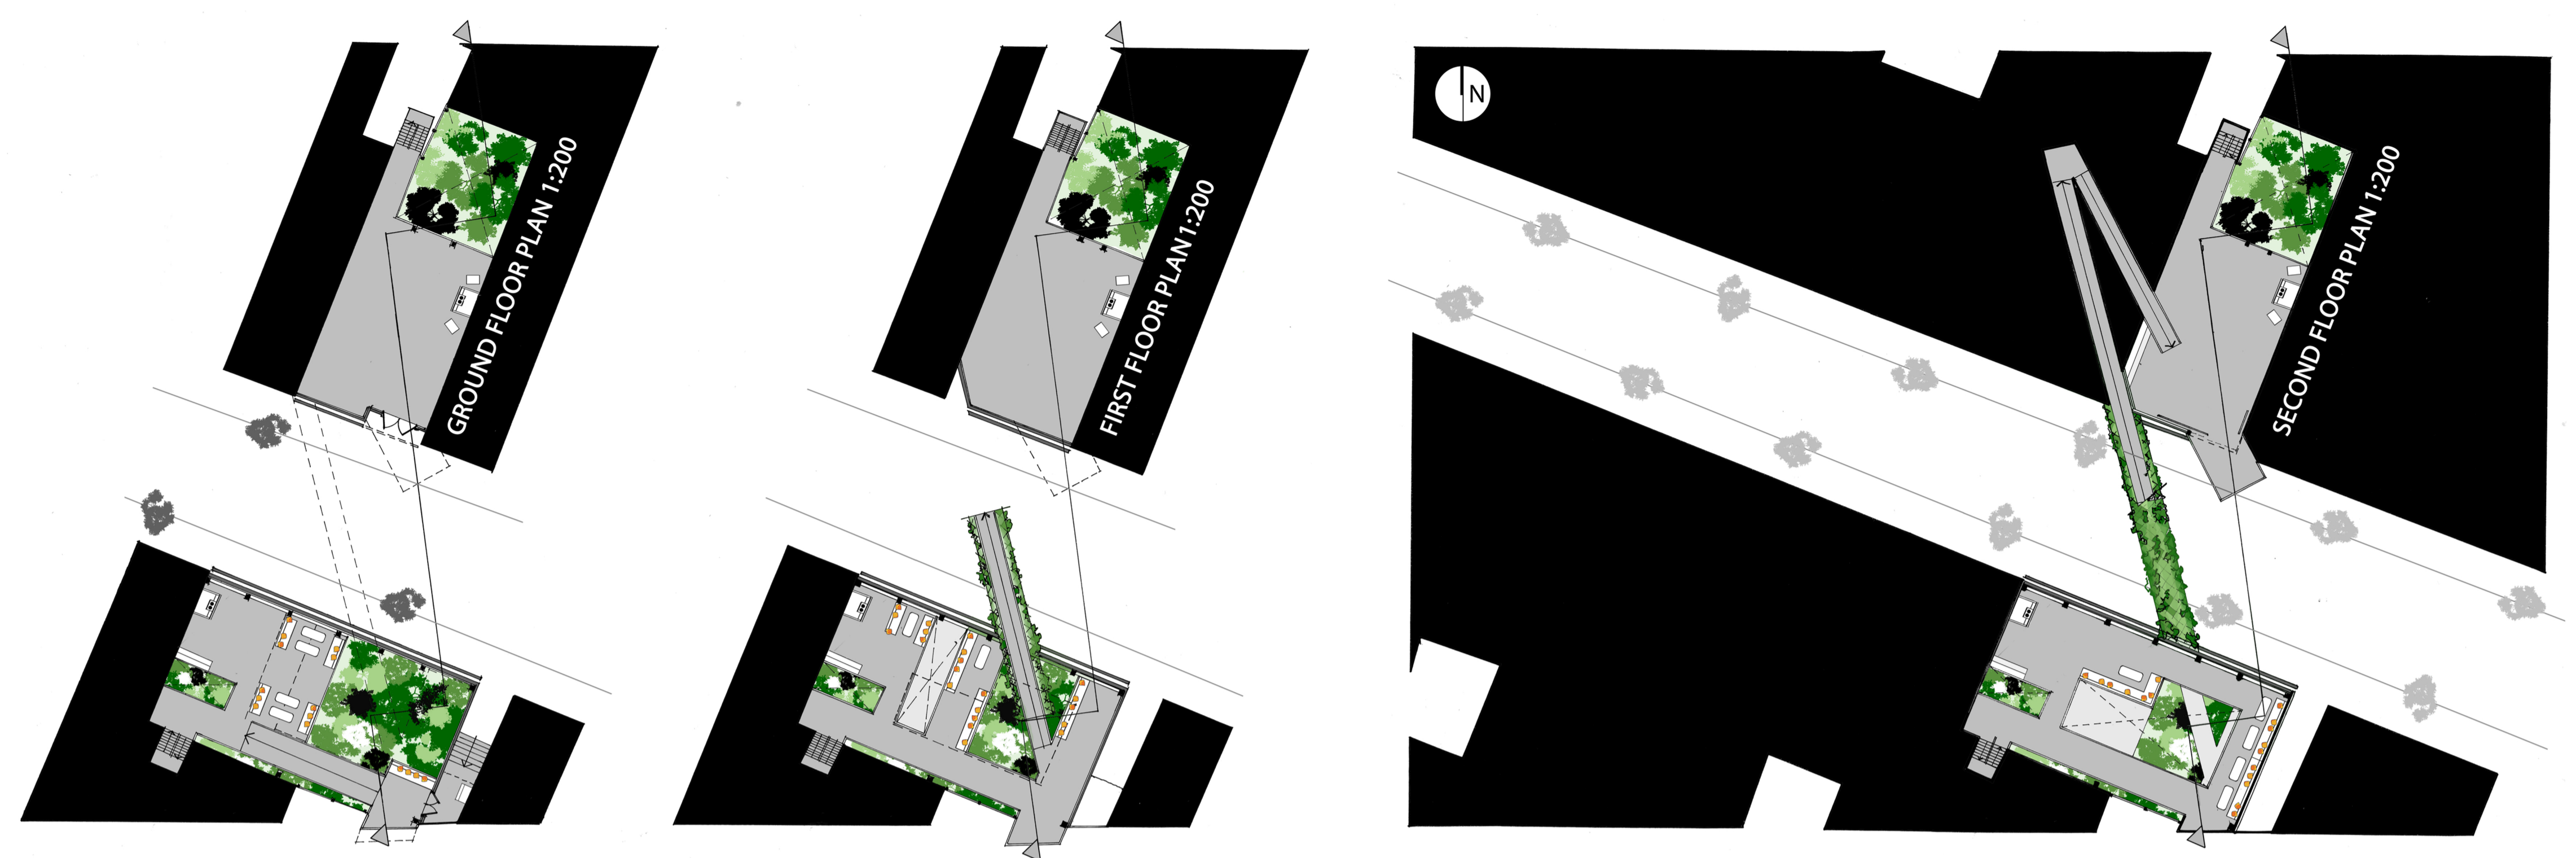 GROUND FLOOR PLAN 1:200
FIRST FLOOR PLAN 1:200
N
SECOND FLOOR PLAN 1:200